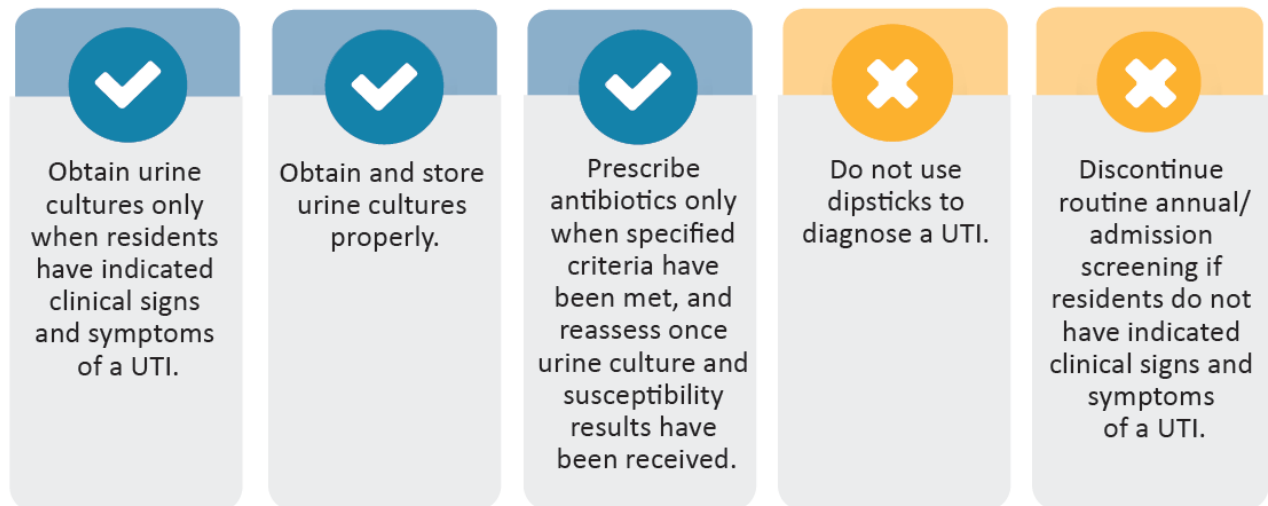 Obtain urine
cultures only
when residents
have indicated
clinical signs
and symptoms
of a UTI.
Obtain and store
urine cultures
properly.
Prescribe
antibiotics only
when specified
criteria have
been met, and
reassess once
urine culture and
susceptibility
results have
been received.
Do not use
dipsticks to
diagnose a UTI.
Discontinue
routine annual/
admission
screening if
residents do not
have indicated
clinical signs and
symptoms
of a UTI.